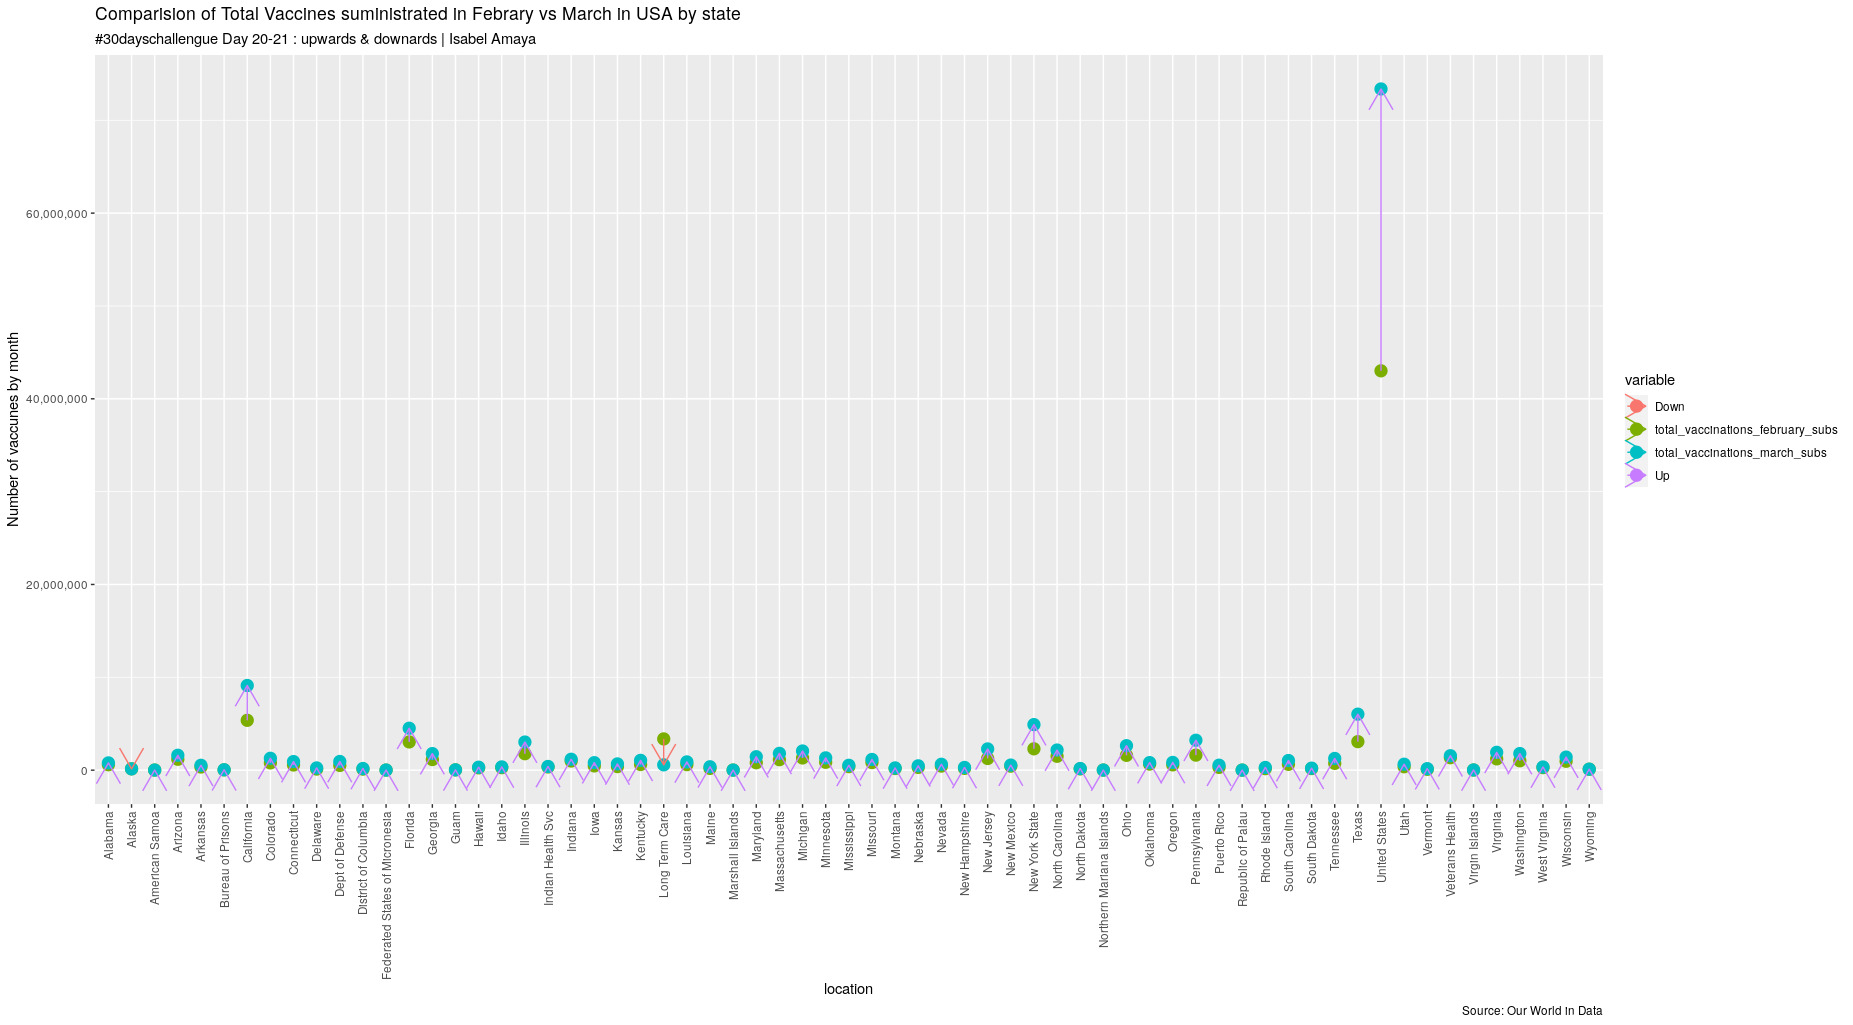 Comparision of Total Vaccines suministrated in Febrary vs March in USA by state
#30dayschallengue Day 20-21 : upwards & downards | Isabel Amaya
Number of vaccunes by month
60,000,000
40,000,000
20,000,000
0
variable
Down
total_vaccinations_february_subs
total_vaccinations_march_subs
Up
Alabama
Alaska
American Samoa
Arizona
Arkansas
Bureau of Prisons
California
Colorado
Connecticut
Delaware
Dept of Defense
District of Columbia
Federated States of Micronesia
Florida
Georgia
Guam
Hawaii
Idaho
Illinois
Indian Health Svc
Indiana
Iowa
Kansas
Kentucky
Long Term Care
Louisiana
Maine
Marshall Islands
Maryland
Massachusetts
Michigan
Minnesota
Mississippi
Missouri
Montana
Nebraska
Nevada
New Hampshire
New Jersey
New Mexico
New York State
North Carolina
North Dakota
Northern Mariana Islands
Ohio
Oklahoma
Oregon
Pennsylvania
Puerto Rico
Republic of Palau
Rhode Island
South Carolina
South Dakota
Tennessee
Texas
United States
Utah
Vermont
Veterans Health
Virgin Islands
Virginia
Washington
West Virginia
Wisconsin
Wyoming
location
Source: Our World in Data